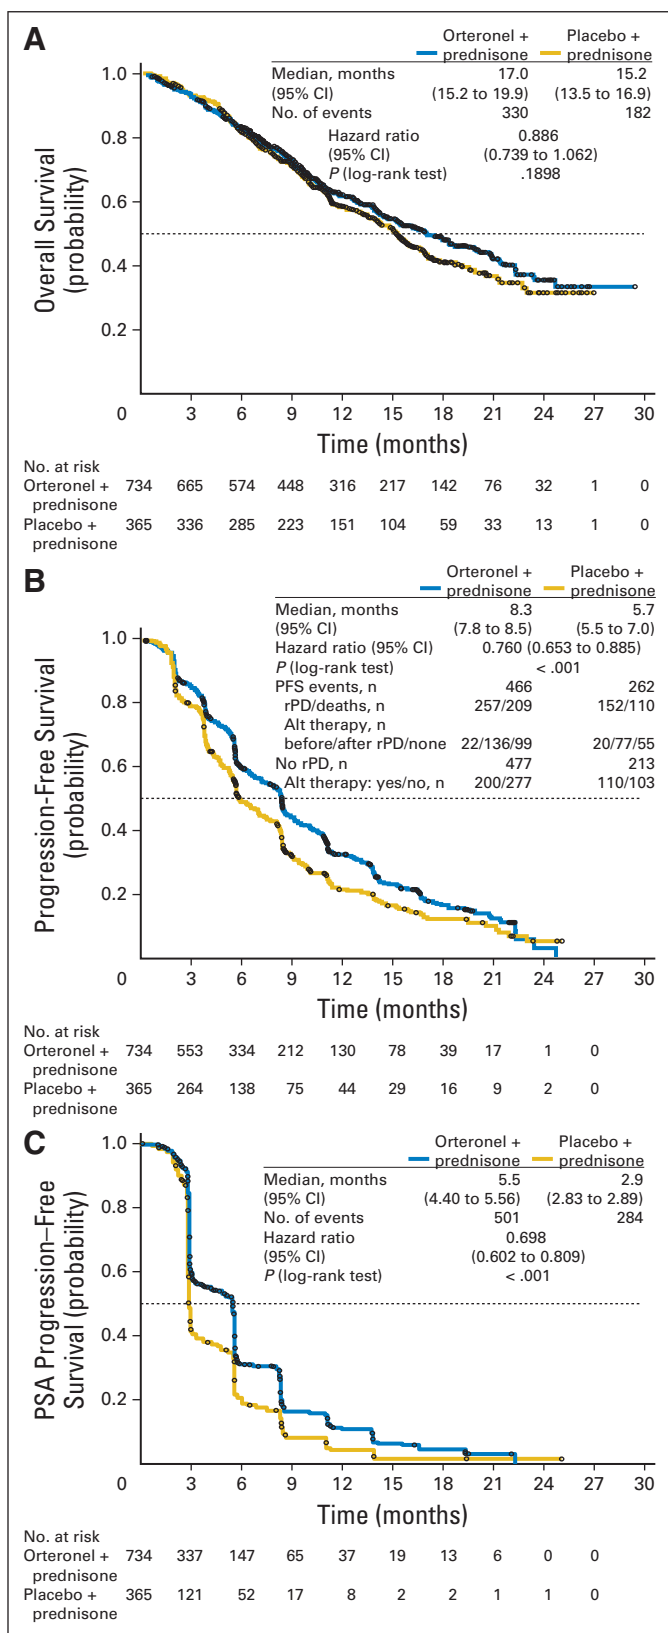 A
Orteronel + Placebo +
prednisone prednisone
Median, months 17.0 15.2
(95% CI) (15.2 to 19.9) (13.5 to 16.9)
No. of events 330 182
Hazard ratio 0.886
(95% CI) (0.739 to 1.062)
P (log-rank test) .1898
Overall Survival
(probability)
1.0
0.8
0.6
0.4
0.2
0 3 6 9 12 15 18 21 24 27 30
Time (months)
No. at risk
Orteronel + 734 665 574 448 316 217 142 76 32 1 0
prednisone
Placebo + 365 336 285 223 151 104 59 33 13 1 0
prednisone
B
Orteronel + Placebo +
prednisone prednisone
Median, months 8.3 5.7
(95% CI) (7.8 to 8.5) (5.5 to 7.0)
Hazard ratio (95% CI) 0.760 (0.653 to 0.885)
P (log-rank test) < .001
PFS events, n 466 262
rPD/deaths, n 257/209 152/110
Alt therapy, n
before/after rPD/none 22/136/99 20/77/55
No rPD, n 477 213
Alt therapy: yes/no, n 200/277 110/103
Progression-Free Survival
(probability)
1.0
0.8
0.6
0.4
0.2
0 3 6 9 12 15 18 21 24 27 30
Time (months)
No. at risk
Orteronel + 734 553 334 212 130 78 39 17 1 0
prednisone
Placebo + 365 264 138 75 44 29 16 9 2 0
prednisone
C
Orteronel + Placebo +
prednisone prednisone
Median, months 5.5 2.9
(95% CI) (4.40 to 5.56) (2.83 to 2.89)
No. of events 501 284
Hazard ratio 0.698
(95% CI) (0.602 to 0.809)
P (log-rank test) < .001
PSA Progression–Free
Survival (probability)
1.0
0.8
0.6
0.4
0.2
0 3 6 9 12 15 18 21 24 27 30
Time (months)
No. at risk
Orteronel + 734 337 147 65 37 19 13 6 0 0
prednisone
Placebo + 365 121 52 17 8 2 2 1 1 0
prednisone